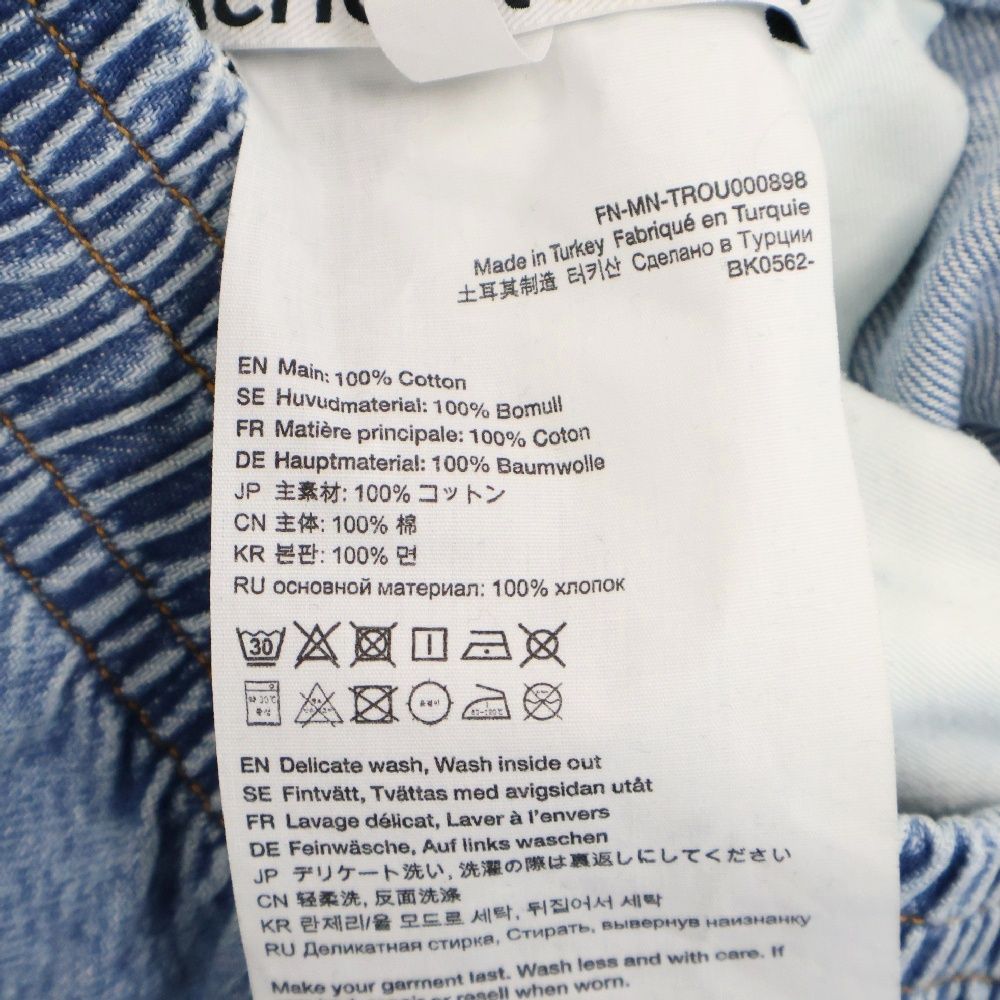 FN-MN-TROU000898
Made in Turkey Fabriqué en Turquie
土耳其制造 터키산 Сделано в Турции
BK0562-
EN Main: 100% Cotton
SE Huvudmaterial: 100% Bomull
FR Matière principale: 100% Coton
DE Hauptmaterial: 100% Baumwolle
JP 主素材: 100% コットン
CN 主体: 100% 棉
KR 본판: 100% 면
RU основной материал: 100% хлопок
30
EN Delicate wash, Wash inside out
SE Fintvätt, Tvättas med avigsidan utåt
FR Lavage délicat, Laver à l'envers
DE Feinwäsche, Auf links waschen
JP デリケート洗い, 洗濯の際は裏返しにしてください
CN 轻柔洗, 反面洗涤
KR 란제리/울 모드로 세탁, 뒤집어서 세탁
RU Деликатная стирка, Стирать, вывернув наизнанку
Make your garment last. Wash less and with care. If
or resell when worn.